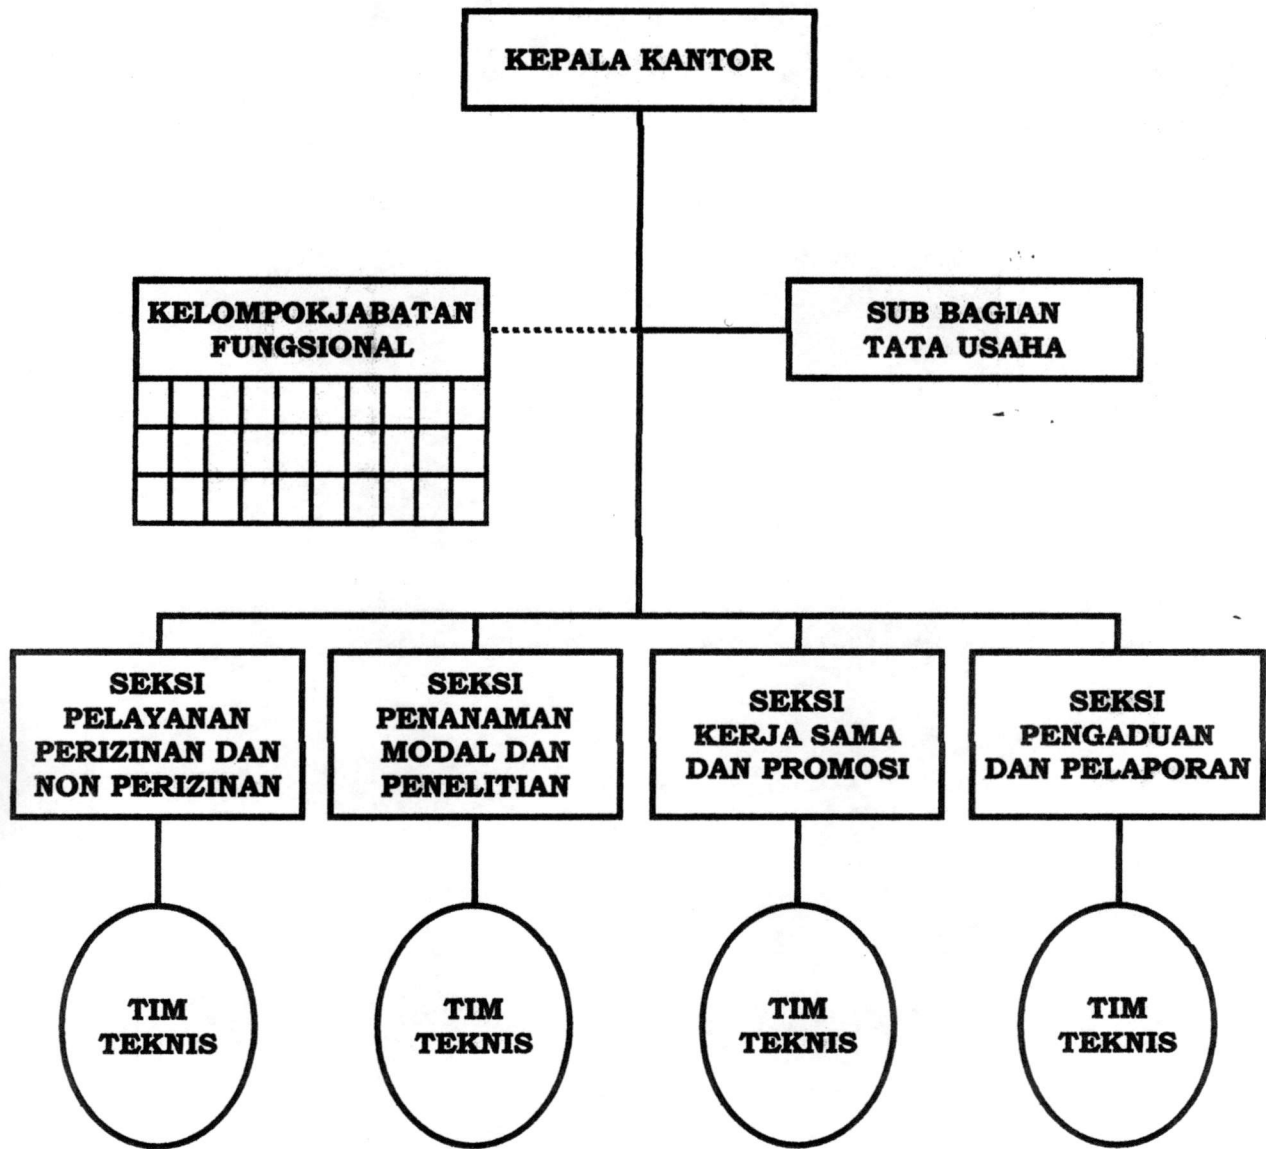 KEPALA KANTOR
KELOMPOKJABATAN
FUNGSIONAL
SUB BAGIAN
TATA USAHA
SEKSI
PELAYANAN
PERIZINAN DAN
NON PERIZINAN
SEKSI
PENANAMAN
MODAL DAN
PENELITIAN
SEKSI
KERJA SAMA
DAN PROMOSI
SEKSI
PENGADUAN
DAN PELAPORAN
TIM
TEKNIS
TIM
TEKNIS
TIM
TEKNIS
TIM
TEKNIS